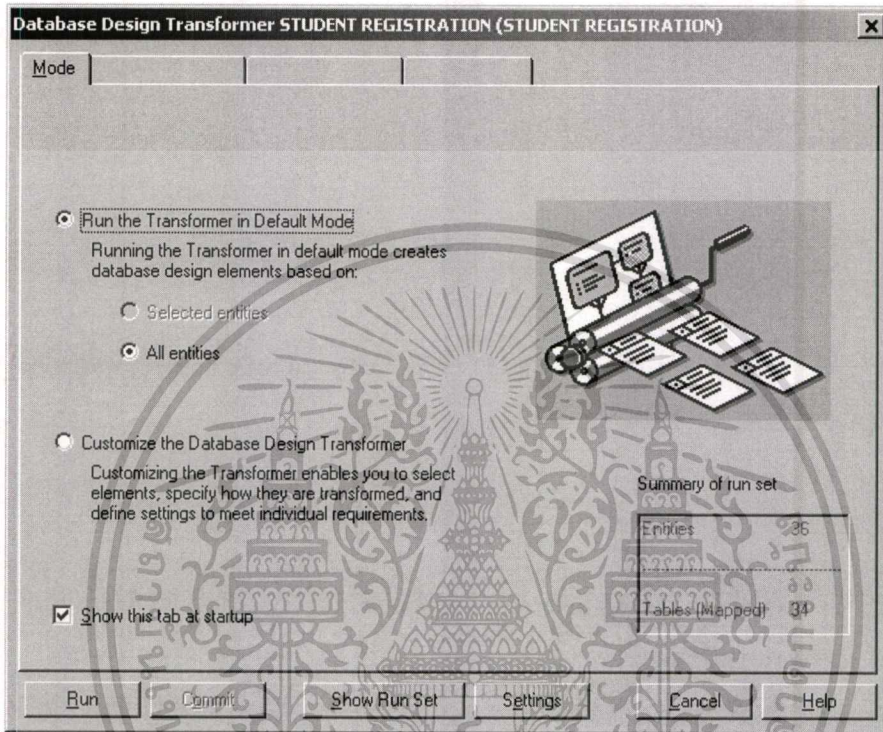 Database Design Transformer STUDENT REGISTRATION (STUDENT REGISTRATION)
Mode
Run the Transformer in Default Mode
Running the Transformer in default mode creates
database design elements based on:
Selected entities
All entities
Customize the Database Design Transformer
Customizing the Transformer enables you to select
elements, specify how they are transformed, and
define settings to meet individual requirements.
Summary of run set
Entities 36
Tables (Mapped) 34
Show this tab at startup
Run Commit Show Run Set Settings Cancel Help